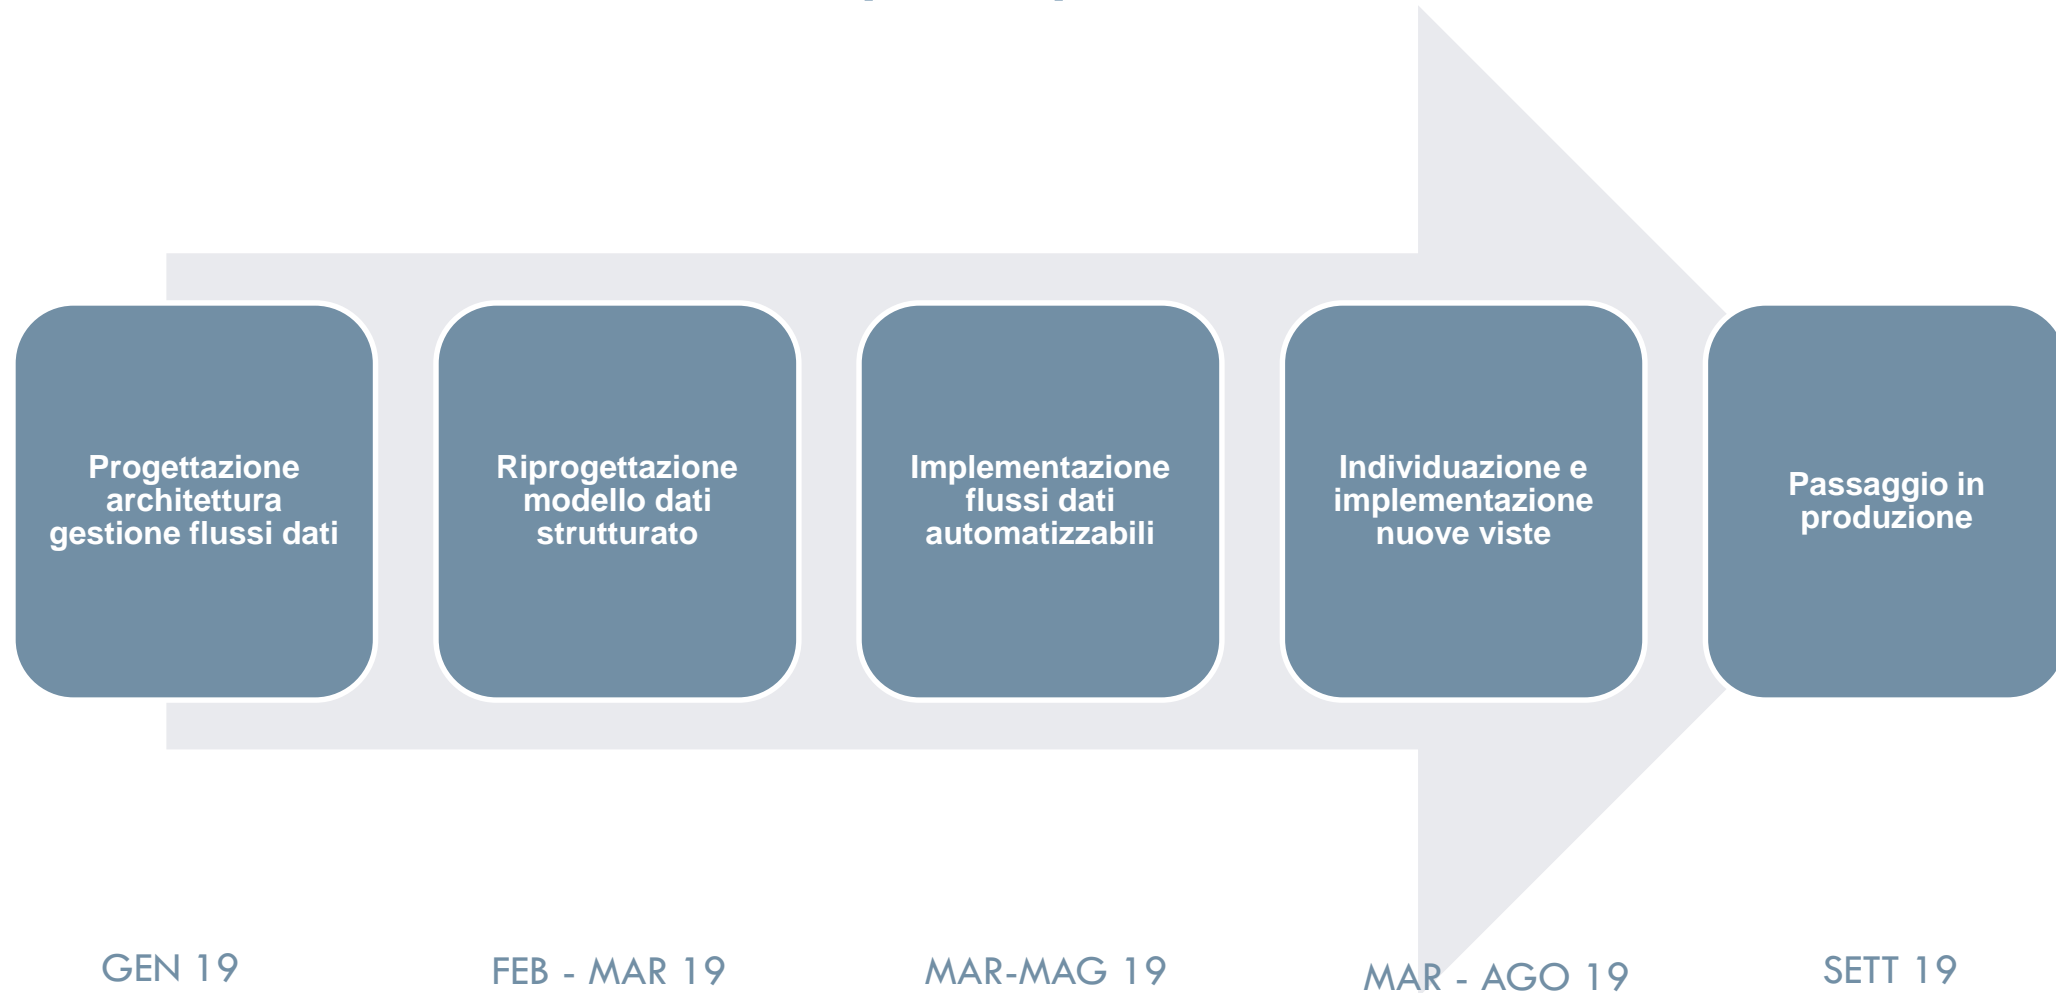 Progettazione
architettura
gestione flussi dati
Riprogettazione
modello dati
strutturato
Implementazione
flussi dati
automatizzabili
Individuazione e
implementazione
nuove viste
Passaggio in
produzione
GEN 19
FEB - MAR 19
MAR-MAG 19
MAR - AGO 19
SETT 19